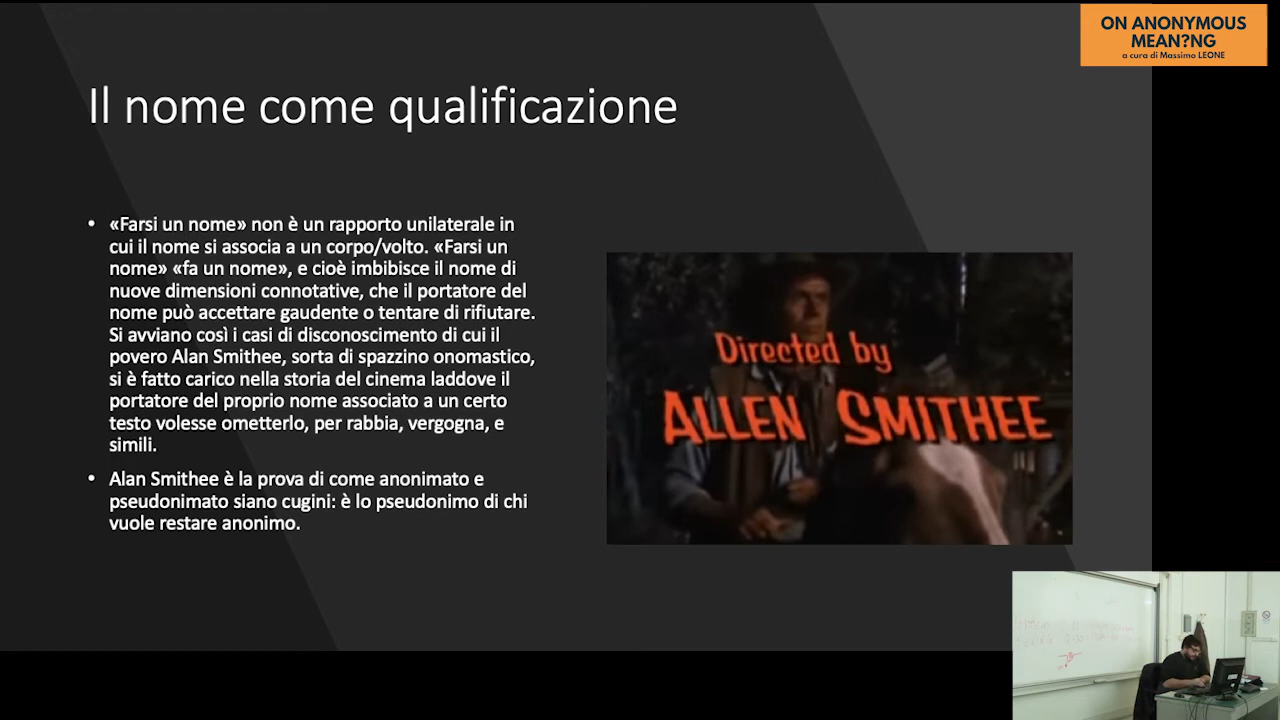 ON ANONYMOUS
MEAN?NG
a cura di Massimo LEONE
Il nome come qualificazione
• «Farsi un nome» non è un rapporto unilaterale in
cui il nome si associa a un corpo/volto. «Farsi un
nome» «fa un nome», e cioè imbibisce il nome di
nuove dimensioni connotative, che il portatore del
nome può accettare gaudente o tentare di rifiutare.
Si avviano così i casi di disconoscimento di cui il
povero Alan Smithee, sorta di spazzino onomastico,
si è fatto carico nella storia del cinema laddove il
portatore del proprio nome associato a un certo
testo volesse ometterlo, per rabbia, vergogna, e
simili.
• Alan Smithee è la prova di come anonimato e
pseudonimato siano cugini: è lo pseudonimo di chi
vuole restare anonimo.
Directed by
ALLEN SMITHEE